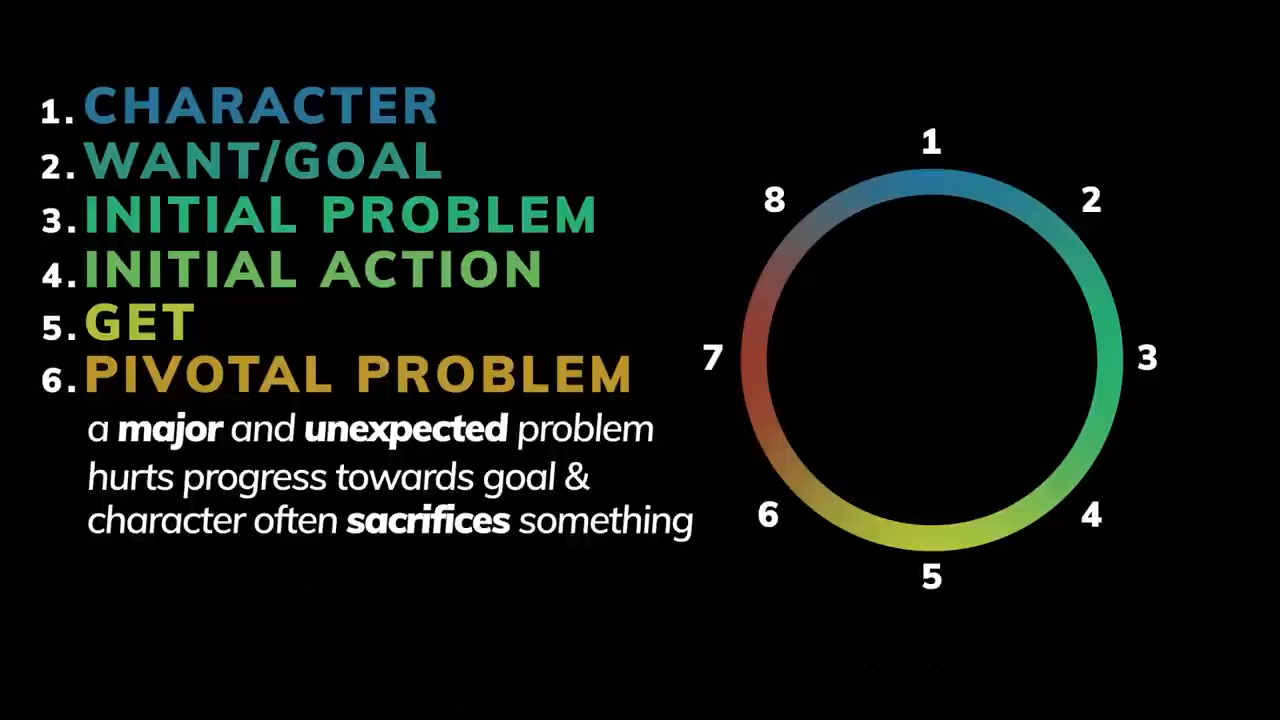 1. CHARACTER
2. WANT/GOAL
3. INITIAL PROBLEM
4. INITIAL ACTION
5. GET
6. PIVOTAL PROBLEM
a major and unexpected problem
hurts progress towards goal &
character often sacrifices something
1
2
3
4
5
6
7
8